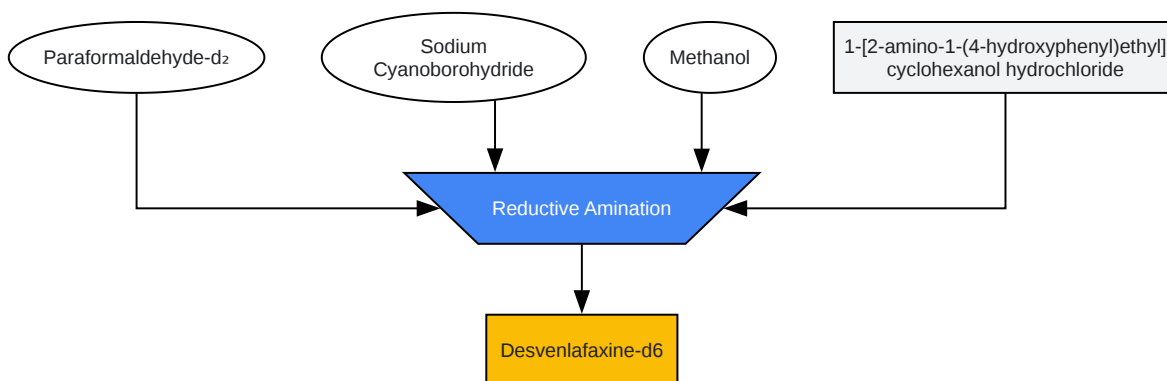 Paraformaldehyde-d₂
Sodium
Cyanoborohydride
Methanol
1-[2-amino-1-(4-hydroxyphenyl)ethyl]
cyclohexanol hydrochloride
Reductive Amination
Desvenlafaxine-d6